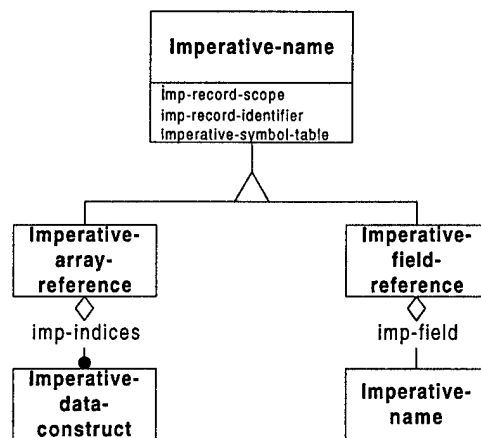 Imperative-name
imp-record-scope
imp-record-identifier
imperative-symbol-table
Imperative-
array-
reference
Imperative-
field-
reference
imp-indices
imp-field
Imperative-
data-
construct
Imperative-
name